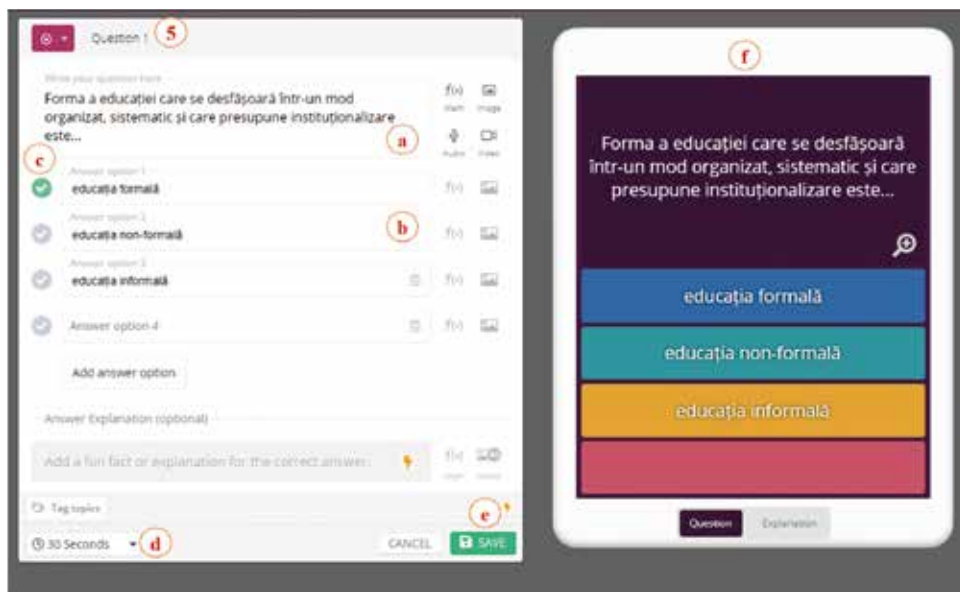 Question 1
5
Write your question here
Forma a educației care se desfășoară într-un mod
organizat, sistematic și care presupune instituționalizare
este...
a
f(x)
Math
Image
Audio
Video
c
Answer option 1
educația formală
f(x)
Answer option 2
educația non-formală
b
f(x)
Answer option 3
educația informală
f(x)
Answer option 4
f(x)
Add answer option
Answer Explanation (optional)
Add a fun fact or explanation for the correct answer.
f(x)
Tag topics
e
30 Seconds
d
CANCEL
SAVE
f
Forma a educației care se desfășoară
într-un mod organizat, sistematic și care
presupune instituționalizare este...
educația formală
educația non-formală
educația informală
Question
Explanation